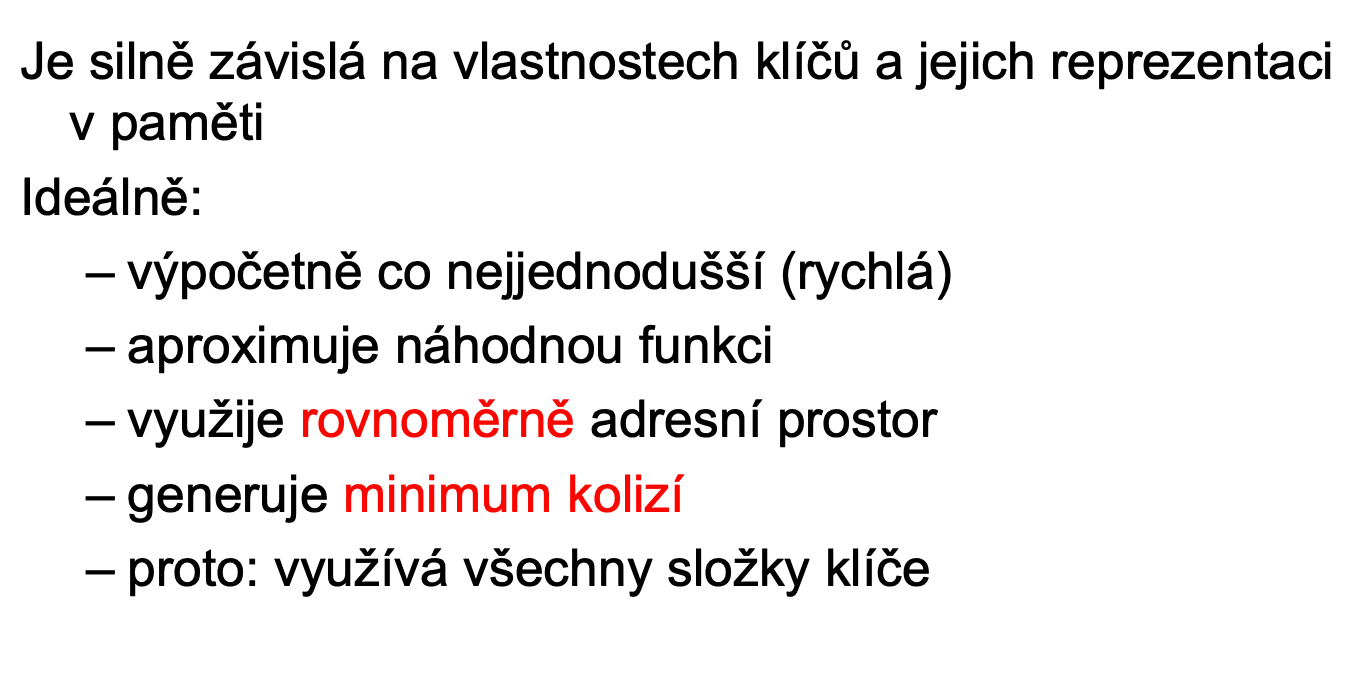 Je silně závislá na vlastnostech klíčů a jejich reprezentaci
v paměti
Ideálně:
– výpočetně co nejjednodušší (rychlá)
– aproximuje náhodnou funkci
– využije rovnoměrně adresní prostor
– generuje minimum kolizí
– proto: využívá všechny složky klíče